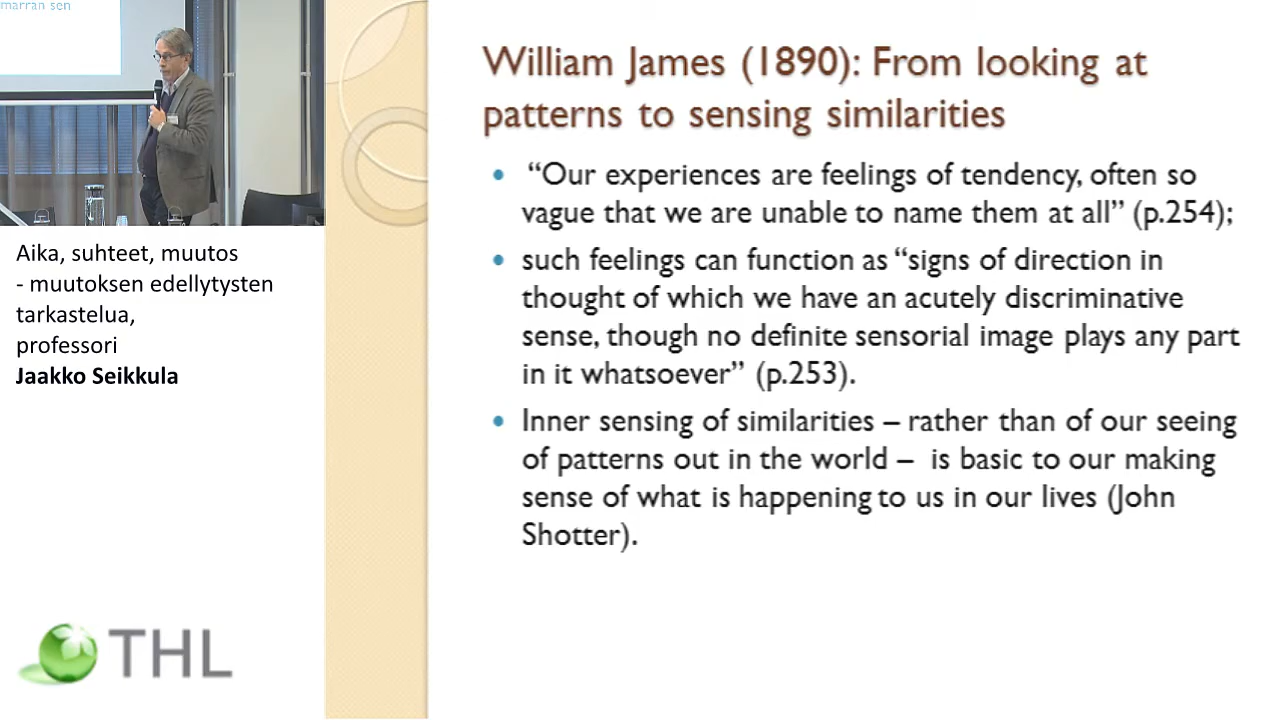 marran sen
William James (1890): From looking at
patterns to sensing similarities
• “Our experiences are feelings of tendency, often so
vague that we are unable to name them at all” (p.254);
• such feelings can function as “signs of direction in
thought of which we have an acutely discriminative
sense, though no definite sensorial image plays any part
in it whatsoever” (p.253).
• Inner sensing of similarities – rather than of our seeing
of patterns out in the world – is basic to our making
sense of what is happening to us in our lives (John
Shotter).
Aika, suhteet, muutos
- muutoksen edellytysten
tarkastelua,
professori
Jaakko Seikkula
THL